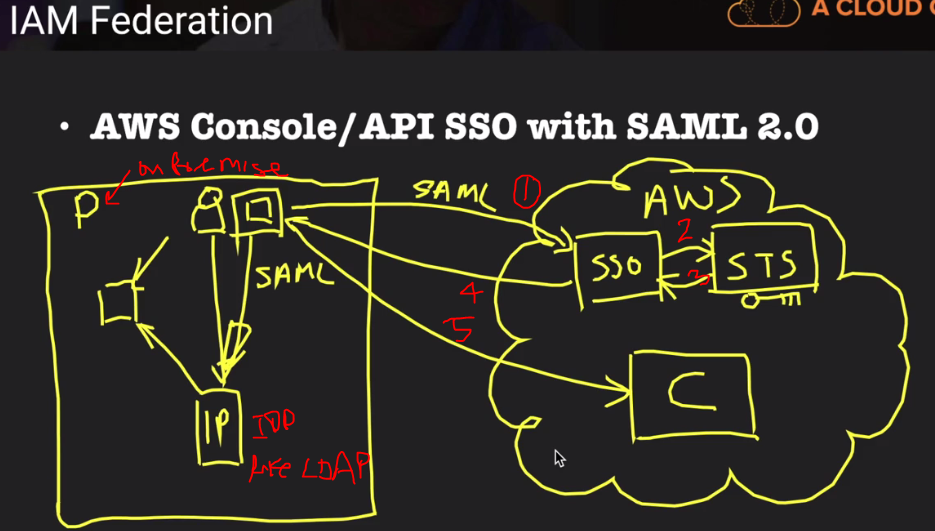 IAM Federation
A CLOUD
• AWS Console/API SSO with SAML 2.0
on Premise
P
SAML
1
AWS
SSO
2
3
STS
SAML
4
5
C
IP
IDP
like LDAP